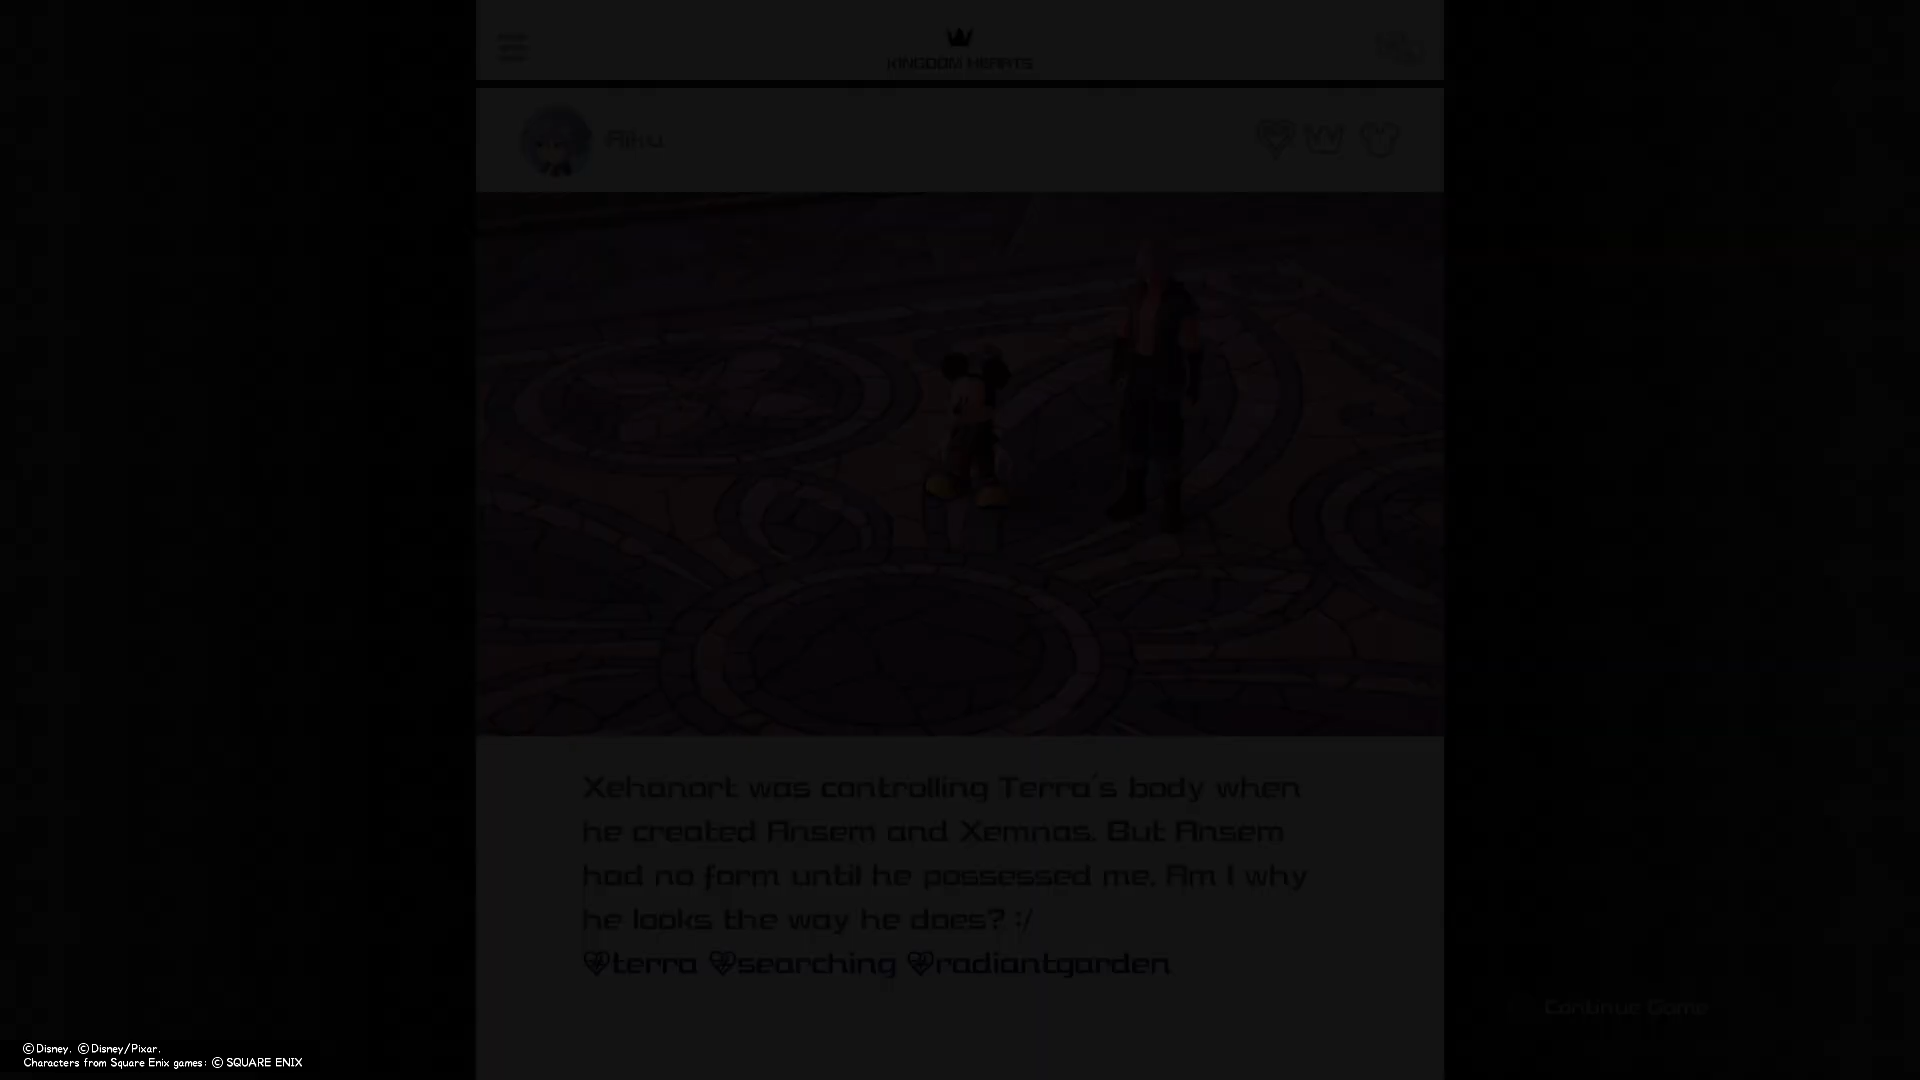 KINGDOM HEARTS
Riku
Xehanort was controlling Terra's body when
he created Ansem and Xemnas. But Ansem
had no form until he possessed me. Am I why
he looks the way he does? :/
terra searching radiantgarden
Continue Game
©Disney. ©Disney/Pixar.
Characters from Square Enix games: © SQUARE ENIX